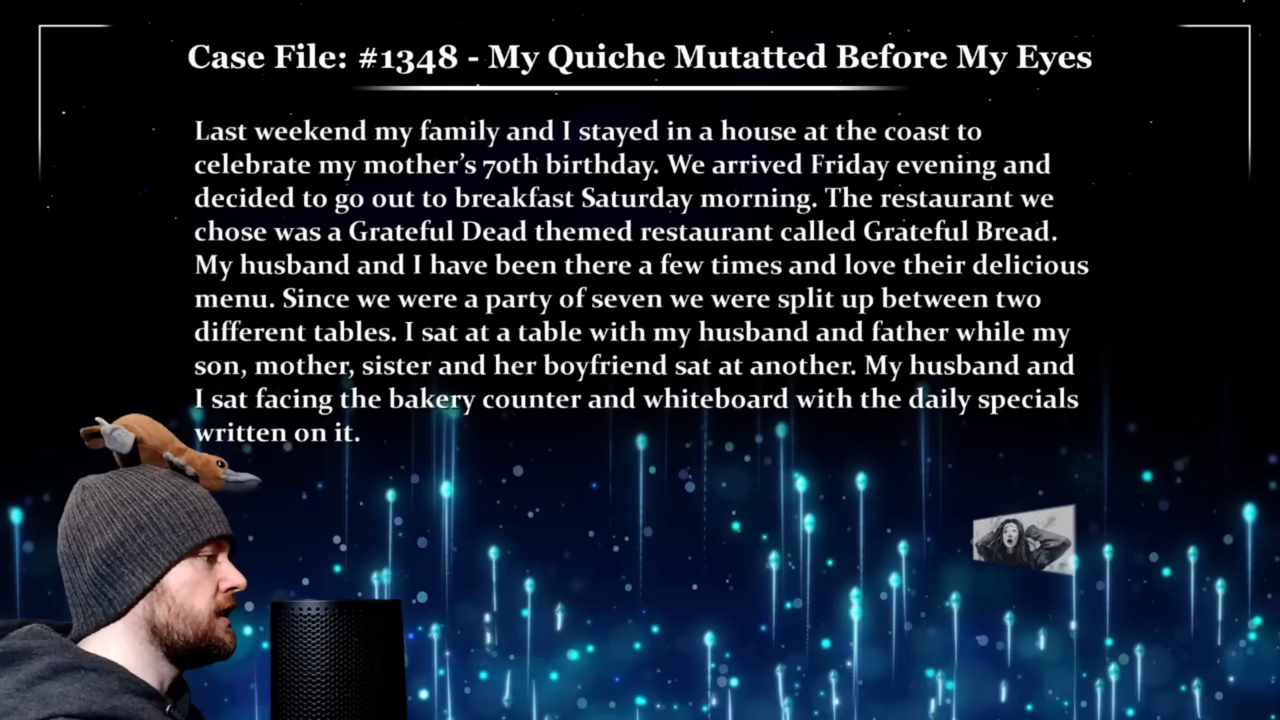 Case File: #1348 - My Quiche Mutatted Before My Eyes
Last weekend my family and I stayed in a house at the coast to
celebrate my mother’s 70th birthday. We arrived Friday evening and
decided to go out to breakfast Saturday morning. The restaurant we
chose was a Grateful Dead themed restaurant called Grateful Bread.
My husband and I have been there a few times and love their delicious
menu. Since we were a party of seven we were split up between two
different tables. I sat at a table with my husband and father while my
son, mother, sister and her boyfriend sat at another. My husband and
I sat facing the bakery counter and whiteboard with the daily specials
written on it.